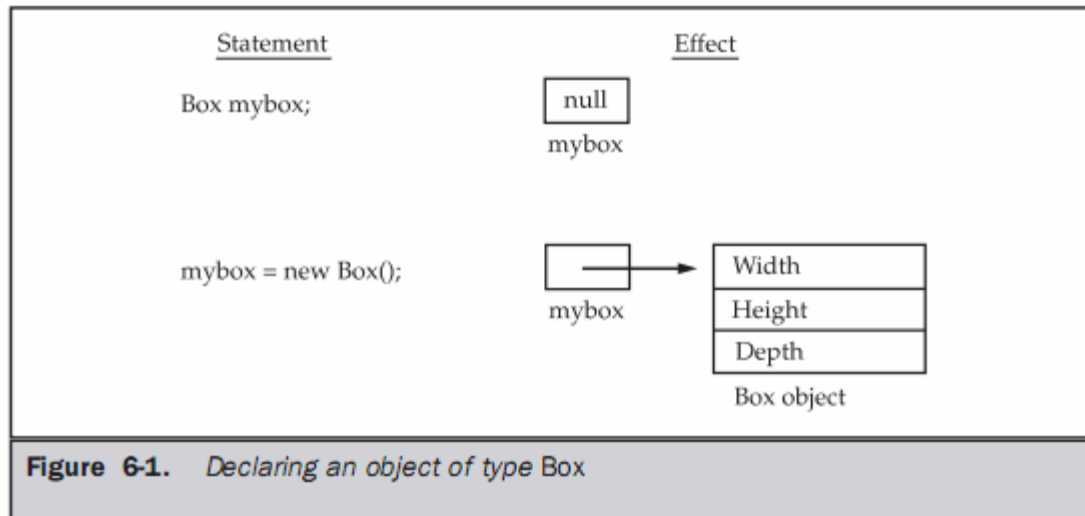 Statement Effect
Box mybox; null
mybox
mybox = new Box(); Width
mybox Height
Depth
Box object
Figure 6-1. Declaring an object of type Box